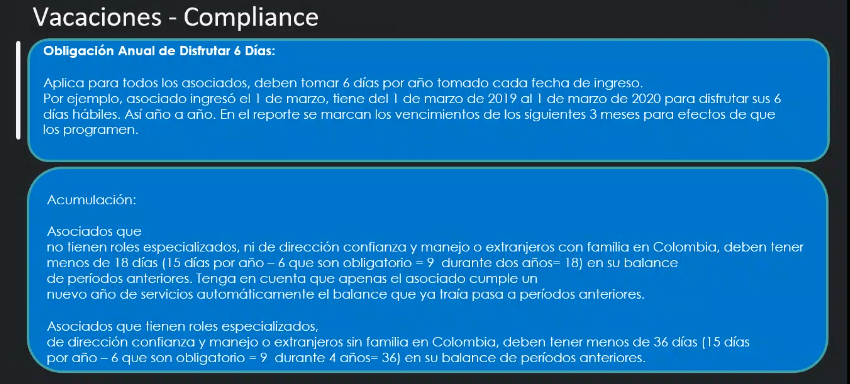 Vacaciones - Compliance
Obligación Anual de Disfrutar 6 Días:
Aplica para todos los asociados, deben tomar 6 días por año tomado cada fecha de ingreso.
Por ejemplo, asociado ingresó el 1 de marzo, tiene del 1 de marzo de 2019 al 1 de marzo de 2020 para disfrutar sus 6
días hábiles. Así año a año. En el reporte se marcan los vencimientos de los siguientes 3 meses para efectos de que
los programen.
Acumulación:
Asociados que
no tienen roles especializados, ni de dirección confianza y manejo o extranjeros con familia en Colombia, deben tener
menos de 18 días (15 días por año – 6 que son obligatorio = 9 durante dos años= 18) en su balance
de períodos anteriores. Tenga en cuenta que apenas el asociado cumple un
nuevo año de servicios automáticamente el balance que ya traía pasa a períodos anteriores.
Asociados que tienen roles especializados,
de dirección confianza y manejo o extranjeros sin familia en Colombia, deben tener menos de 36 días (15 días
por año – 6 que son obligatorio = 9 durante 4 años= 36) en su balance de períodos anteriores.